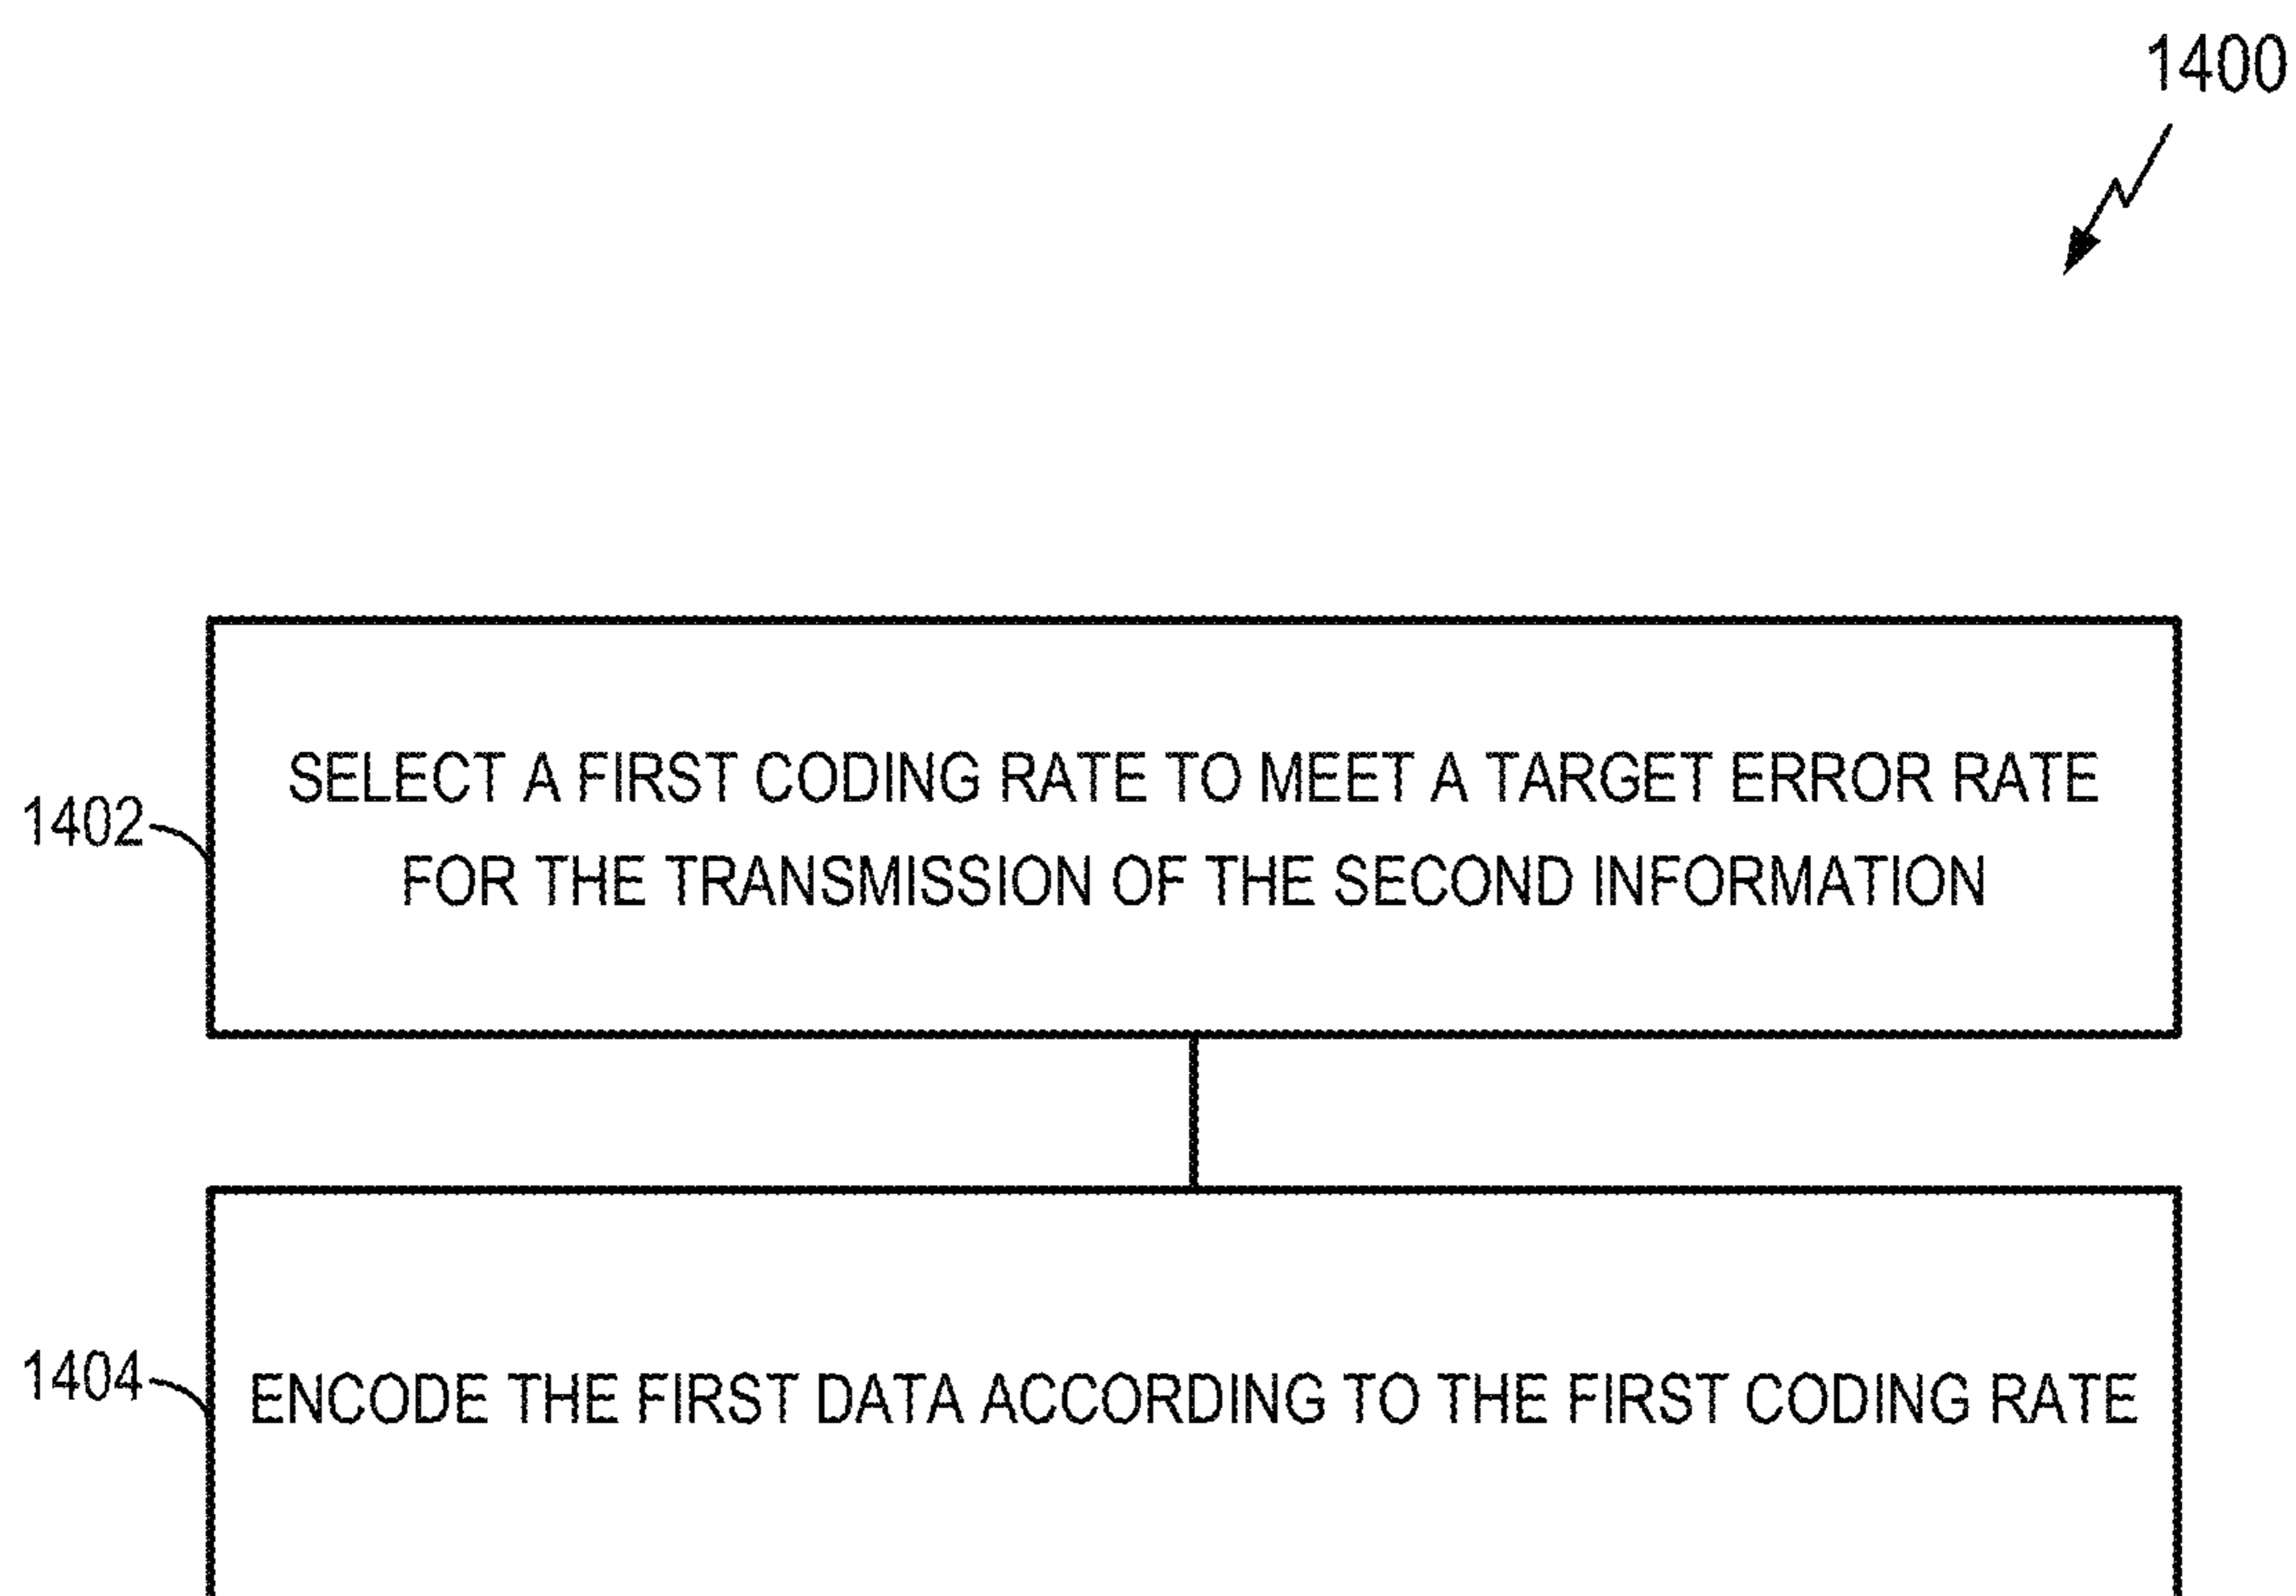 1400
1402
SELECT A FIRST CODING RATE TO MEET A TARGET ERROR RATE
FOR THE TRANSMISSION OF THE SECOND INFORMATION
1404
ENCODE THE FIRST DATA ACCORDING TO THE FIRST CODING RATE